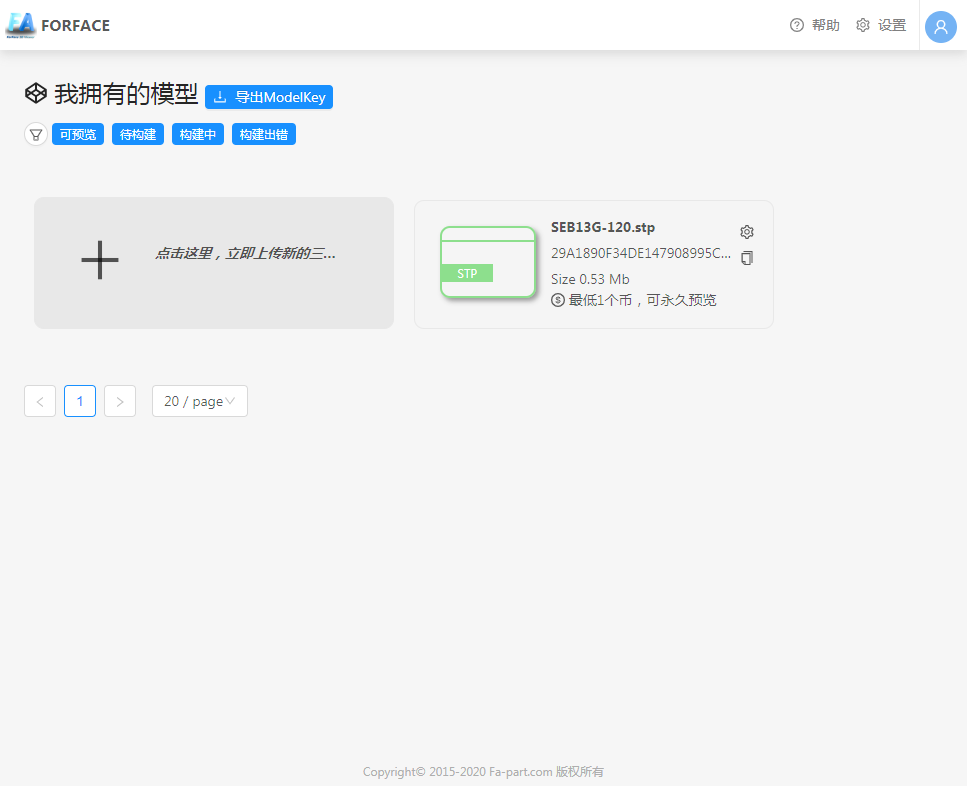 FORFACE
帮助
设置
我拥有的模型
导出ModelKey
可预览
待构建
构建中
构建出错
点击这里，立即上传新的三...
STP
SEB13G-120.stp
29A1890F34DE147908995C...
Size 0.53 Mb
最低1个币，可永久预览
1
20 / page
Copyright© 2015-2020 Fa-part.com 版权所有